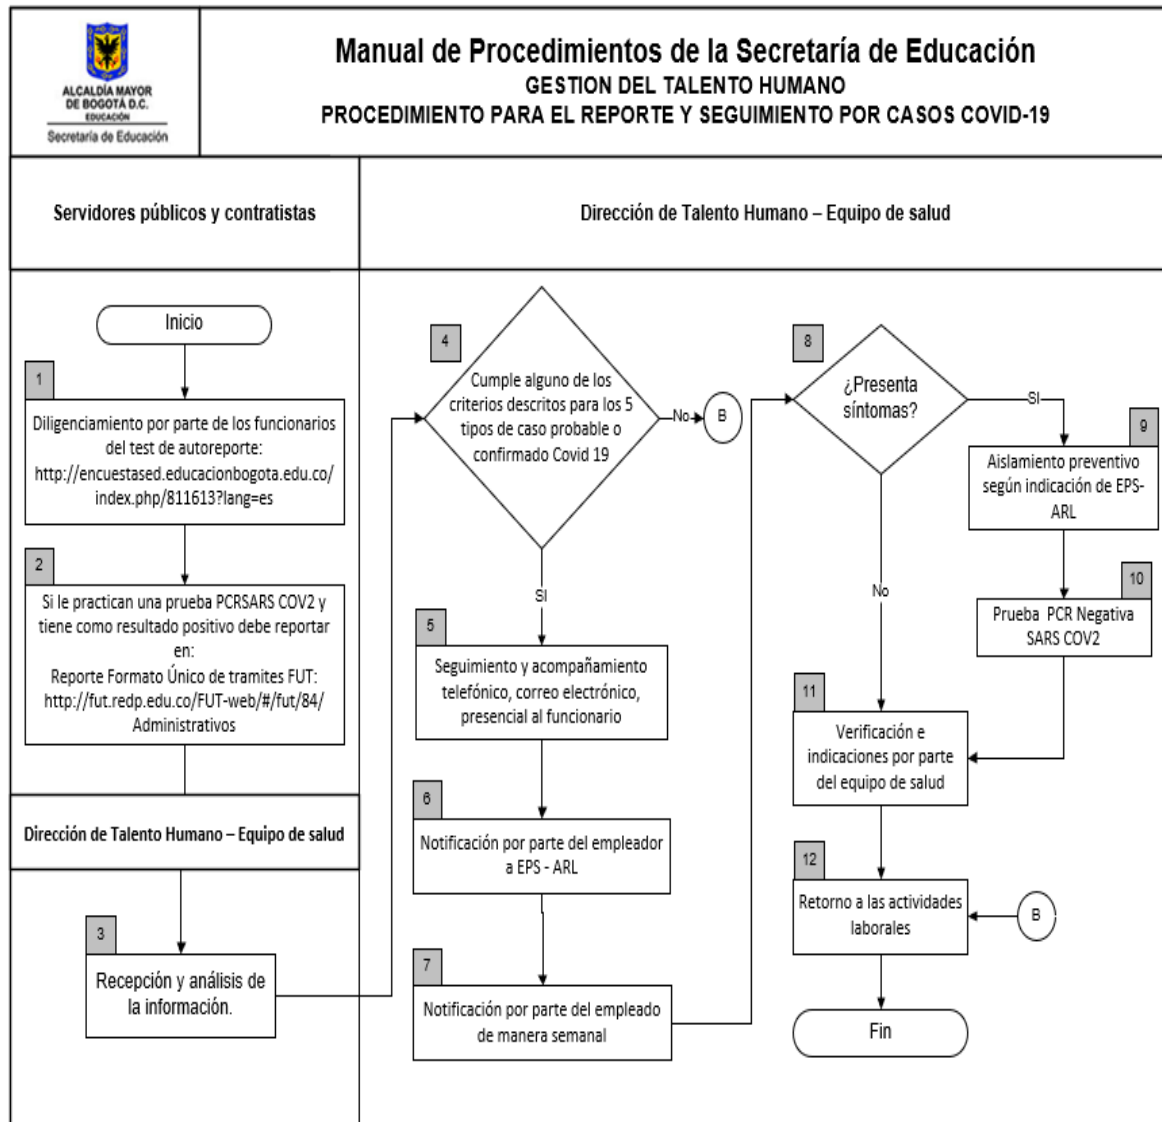 ALCALDÍA MAYOR
DE BOGOTÁ D.C.
EDUCACIÓN
Secretaría de Educación
Manual de Procedimientos de la Secretaría de Educación
GESTION DEL TALENTO HUMANO
PROCEDIMIENTO PARA EL REPORTE Y SEGUIMIENTO POR CASOS COVID-19
Servidores públicos y contratistas
Dirección de Talento Humano – Equipo de salud
Inicio
1
Diligenciamiento por parte de los funcionarios
del test de autoreporte:
http://encuestased.educacionbogota.edu.co/
index.php/811613?lang=es
2
Si le practican una prueba PCRSARS COV2 y
tiene como resultado positivo debe reportar
en:
Reporte Formato Único de tramites FUT:
http://fut.redp.edu.co/FUT-web/#/fut/84/
Administrativos
Dirección de Talento Humano – Equipo de salud
3
Recepción y análisis de
la información.
4
Cumple alguno de los
criterios descritos para los 5
tipos de caso probable o
confirmado Covid 19
No
B
SI
5
Seguimiento y acompañamiento
telefónico, correo electrónico,
presencial al funcionario
6
Notificación por parte del empleador
a EPS - ARL
7
Notificación por parte del empleado
de manera semanal
8
¿Presenta
síntomas?
SI
No
9
Aislamiento preventivo
según indicación de EPS-
ARL
10
Prueba PCR Negativa
SARS COV2
11
Verificación e
indicaciones por parte
del equipo de salud
12
Retorno a las actividades
laborales
B
Fin